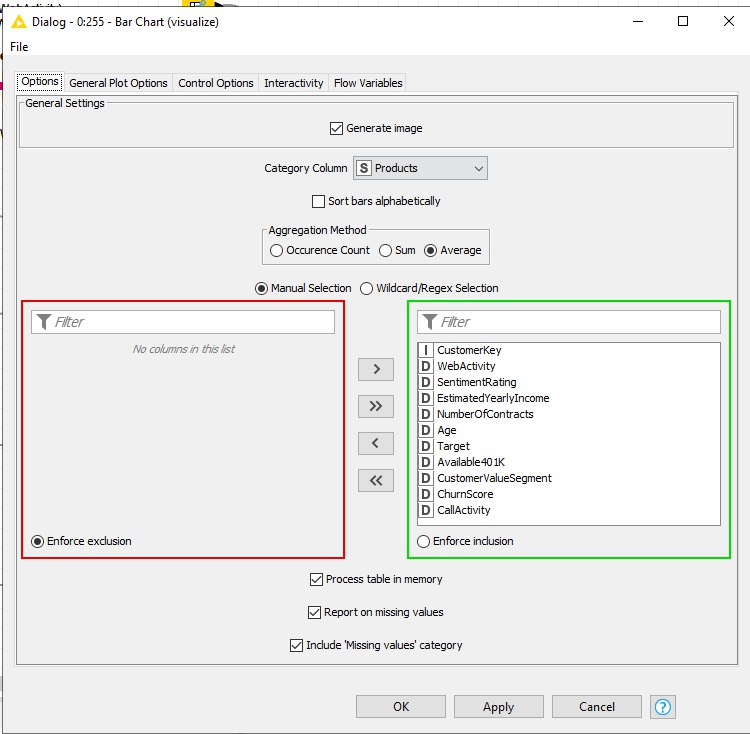 Dialog - 0:255 - Bar Chart (visualize)
File
Options General Plot Options Control Options Interactivity Flow Variables
General Settings
Generate image
Category Column S Products
Sort bars alphabetically
Aggregation Method
Occurence Count Sum Average
Manual Selection Wildcard/Regex Selection
Filter Filter
No columns in this list
I CustomerKey
D WebActivity
D SentimentRating
D EstimatedYearlyIncome
D NumberOfContracts
D Age
D Target
D Available401K
D CustomerValueSegment
D ChurnScore
D CallActivity
> 
>>
<
<<
Enforce exclusion Enforce inclusion
Process table in memory
Report on missing values
Include 'Missing values' category
OK Apply Cancel ?